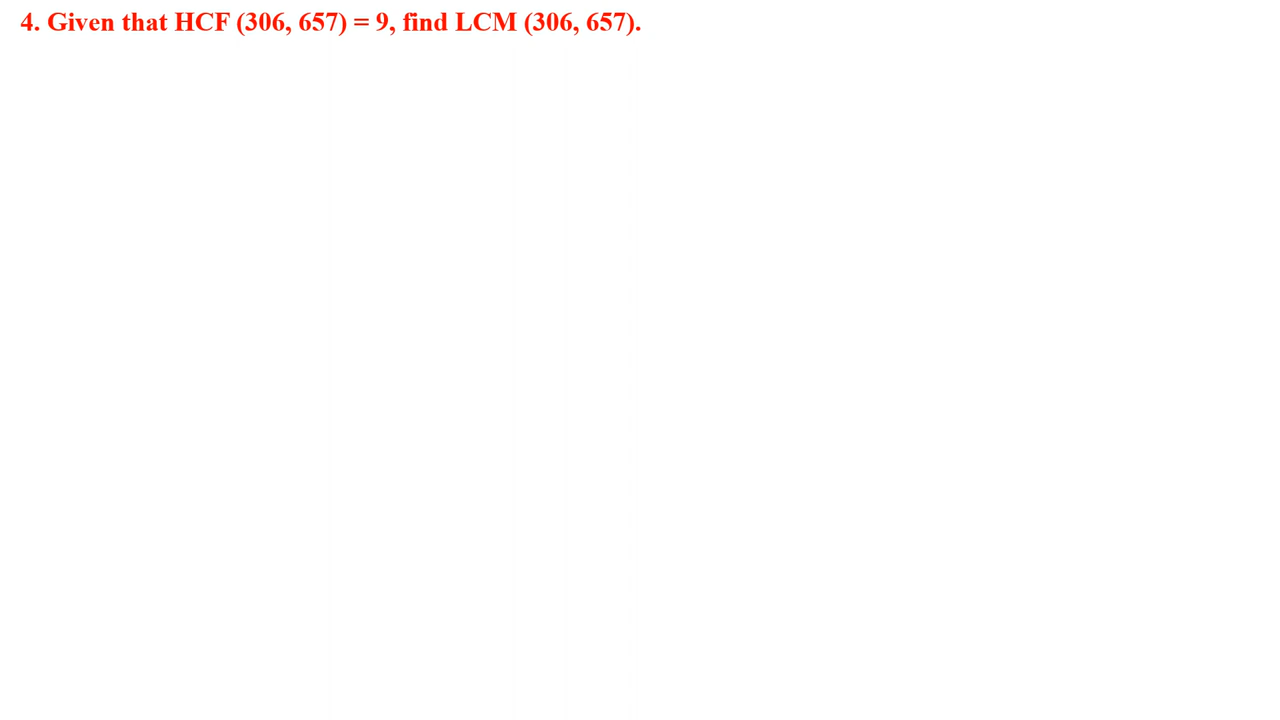 4. Given that HCF (306, 657) = 9, find LCM (306, 657).